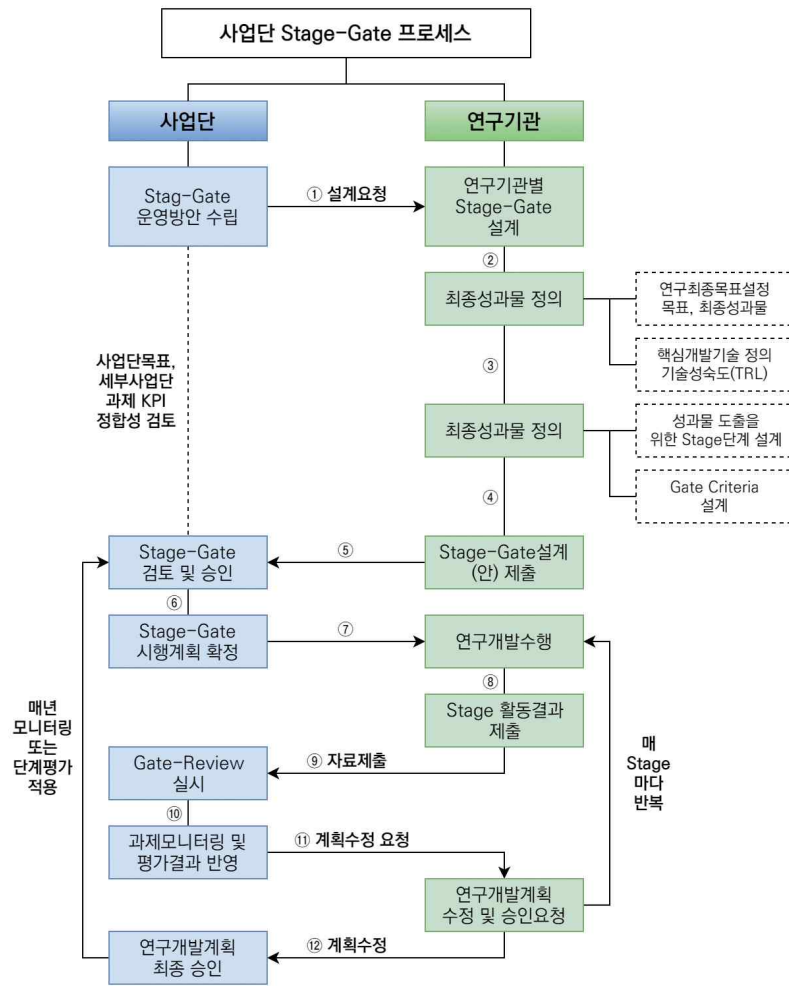 사업단 Stage-Gate 프로세스
사업단
연구기관
Stag-Gate
운영방안 수립
① 설계요청
연구기관별
Stage-Gate
설계
②
최종성과물 정의
연구최종목표설정
목표, 최종성과물
핵심개발기술 정의
기술성숙도(TRL)
사업단목표,
세부사업단
과제 KPI
정합성 검토
③
최종성과물 정의
성과물 도출을
위한 Stage단계 설계
Gate Criteria
설계
④
Stage-Gate
검토 및 승인
⑤
Stage-Gate설계
(안) 제출
⑥
Stage-Gate
시행계획 확정
⑦
연구개발수행
⑧
Stage 활동결과
제출
매년
모니터링
또는
단계평가
적용
매
Stage
마다
반복
Gate-Review
실시
⑨ 자료제출
⑩
과제모니터링 및
평가결과 반영
⑪ 계획수정 요청
연구개발계획
수정 및 승인요청
연구개발계획
최종 승인
⑫ 계획수정